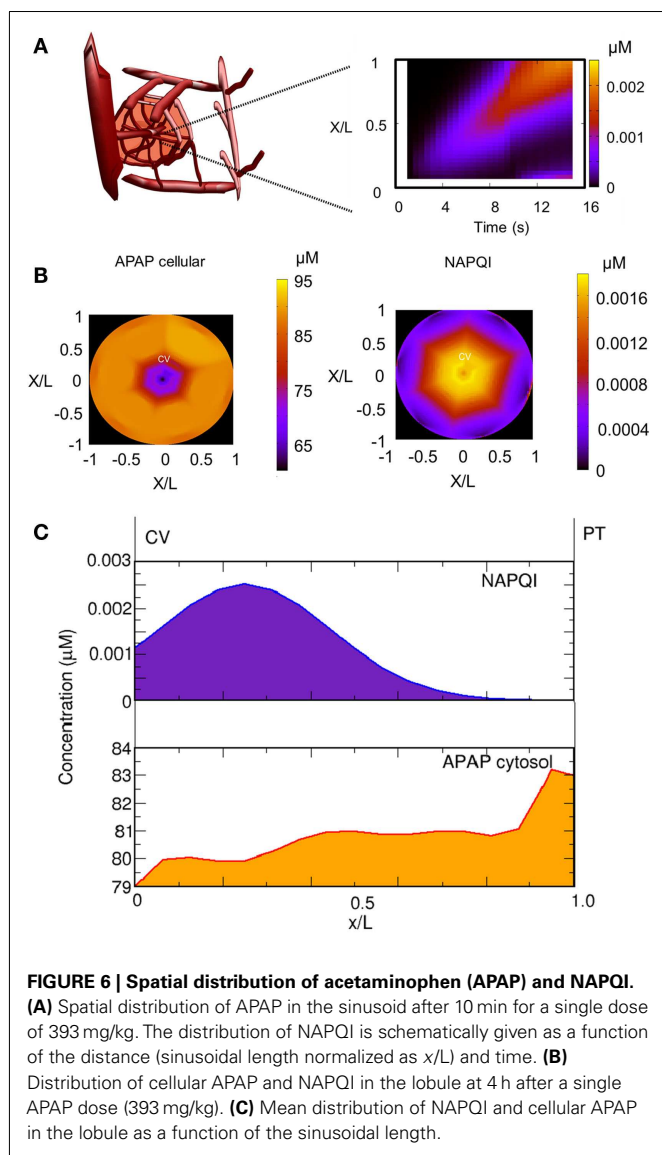 A
µM
1
X/L
0.5
0
0.002
0.001
0
0 4 8 12 16
Time (s)
B
APAP cellular
µM
NAPQI
µM
1
0.5
X/L
0
-0.5
-1
CV
-1 -0.5 0 0.5 1
X/L
95
85
75
65
1
0.5
X/L
0
-0.5
-1
CV
-1 -0.5 0 0.5 1
X/L
0.0016
0.0012
0.0008
0.0004
0
C
CV
PT
0.003
NAPQI
0.002
0.001
0
Concentration (µM)
84
APAP cytosol
83
82
81
80
79
0 0.5 1.0
x/L
FIGURE 6 | Spatial distribution of acetaminophen (APAP) and NAPQI.
(A) Spatial distribution of APAP in the sinusoid after 10 min for a single dose
of 393 mg/kg. The distribution of NAPQI is schematically given as a function
of the distance (sinusoidal length normalized as x/L) and time. (B)
Distribution of cellular APAP and NAPQI in the lobule at 4 h after a single
APAP dose (393 mg/kg). (C) Mean distribution of NAPQI and cellular APAP
in the lobule as a function of the sinusoidal length.